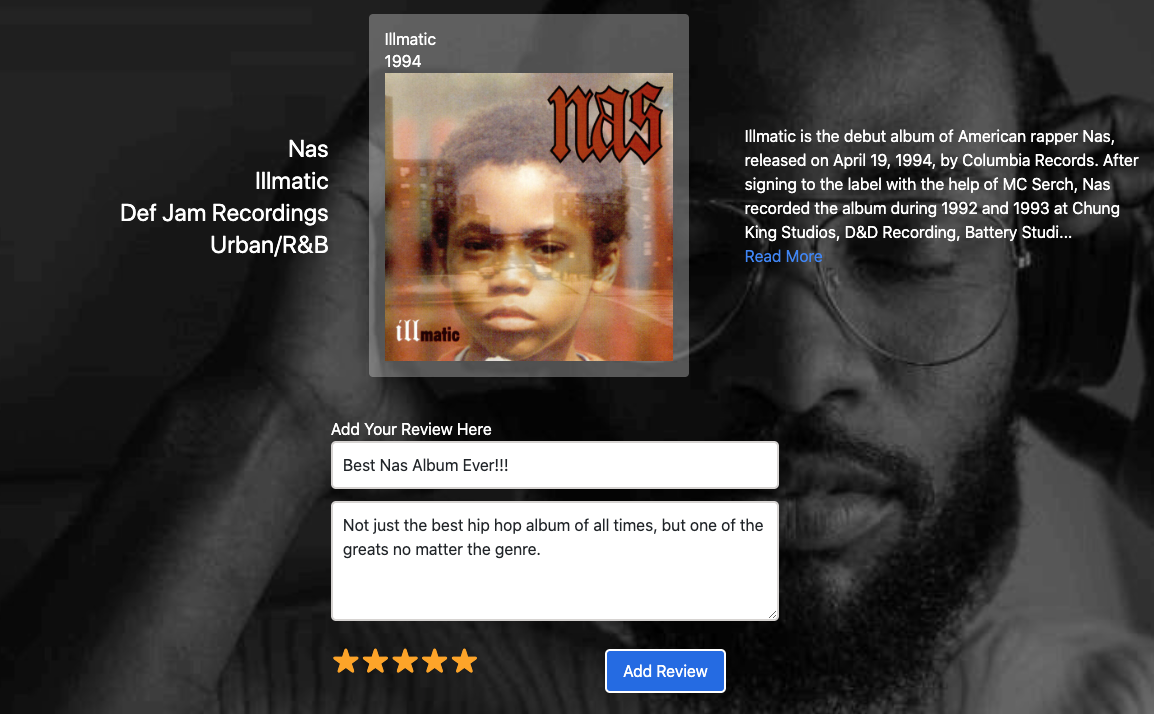 Illmatic
1994
nas
illmatic
Nas
Illmatic
Def Jam Recordings
Urban/R&B
Illmatic is the debut album of American rapper Nas,
released on April 19, 1994, by Columbia Records. After
signing to the label with the help of MC Serch, Nas
recorded the album during 1992 and 1993 at Chung
King Studios, D&D Recording, Battery Studi...
Read More
Add Your Review Here
Best Nas Album Ever!!!
Not just the best hip hop album of all times, but one of the
greats no matter the genre.
Add Review